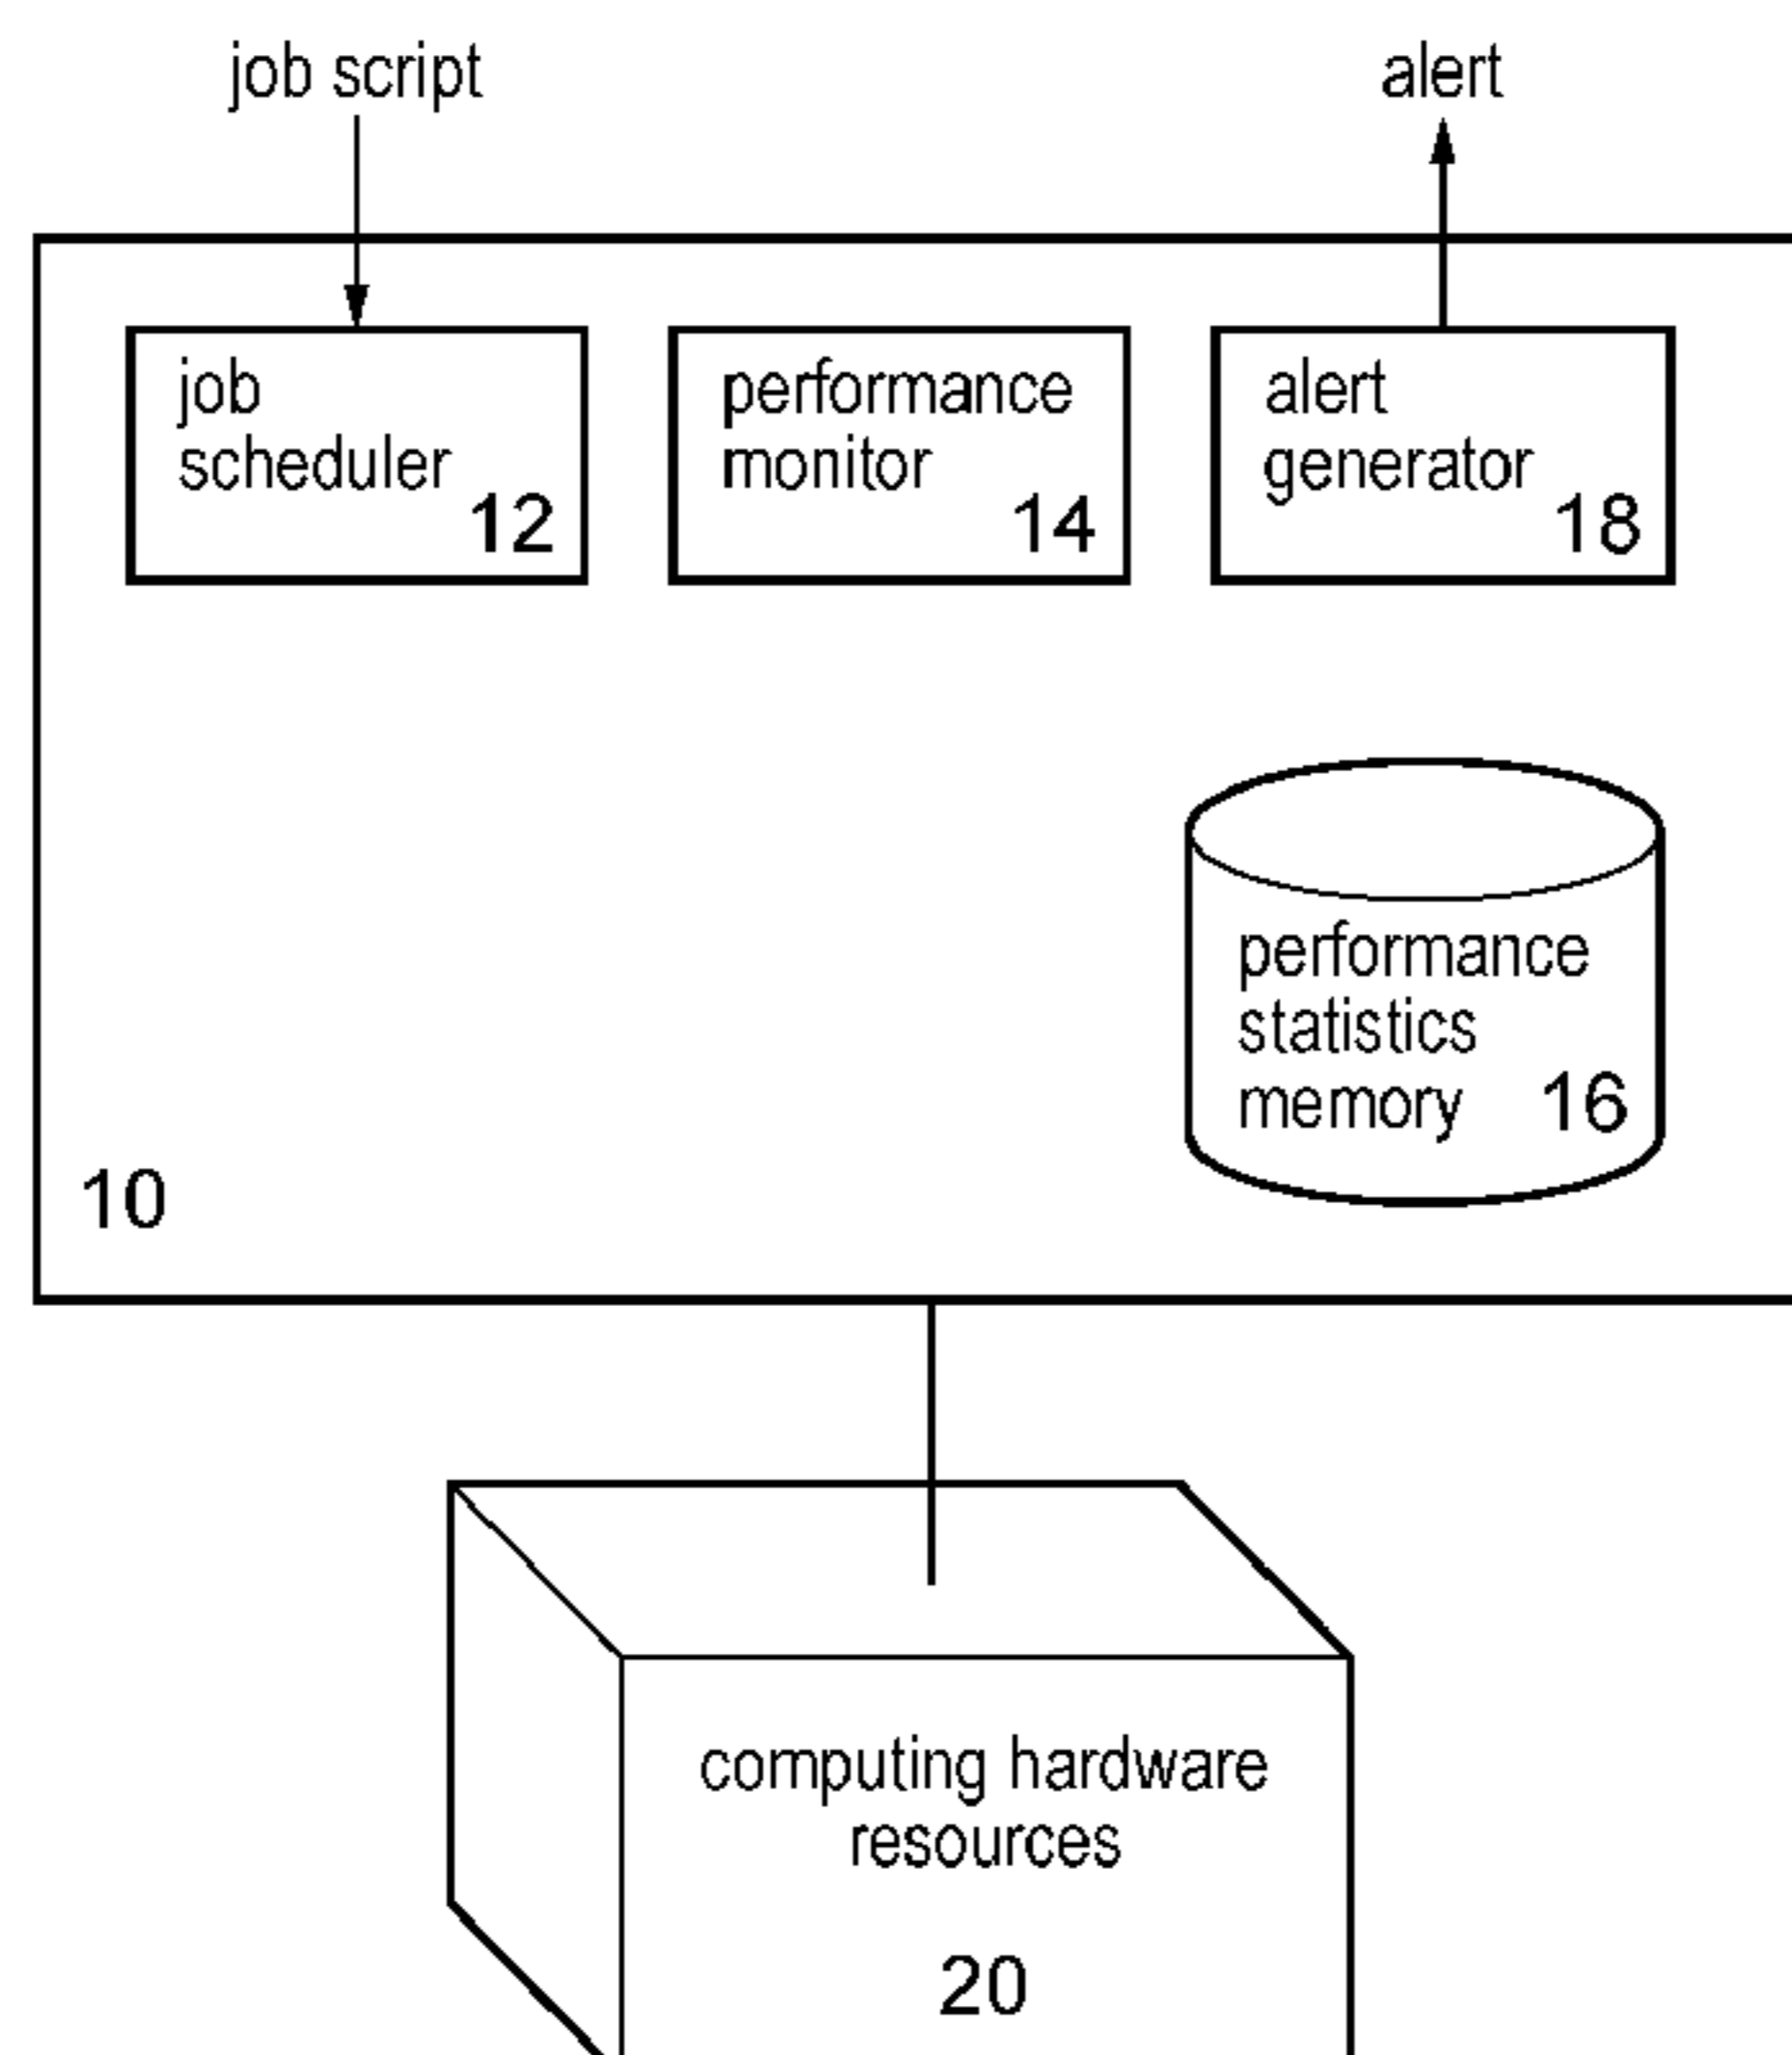 job script
alert
job
scheduler
12
performance
monitor
14
alert
generator
18
performance
statistics
memory 16
10
computing hardware
resources
20